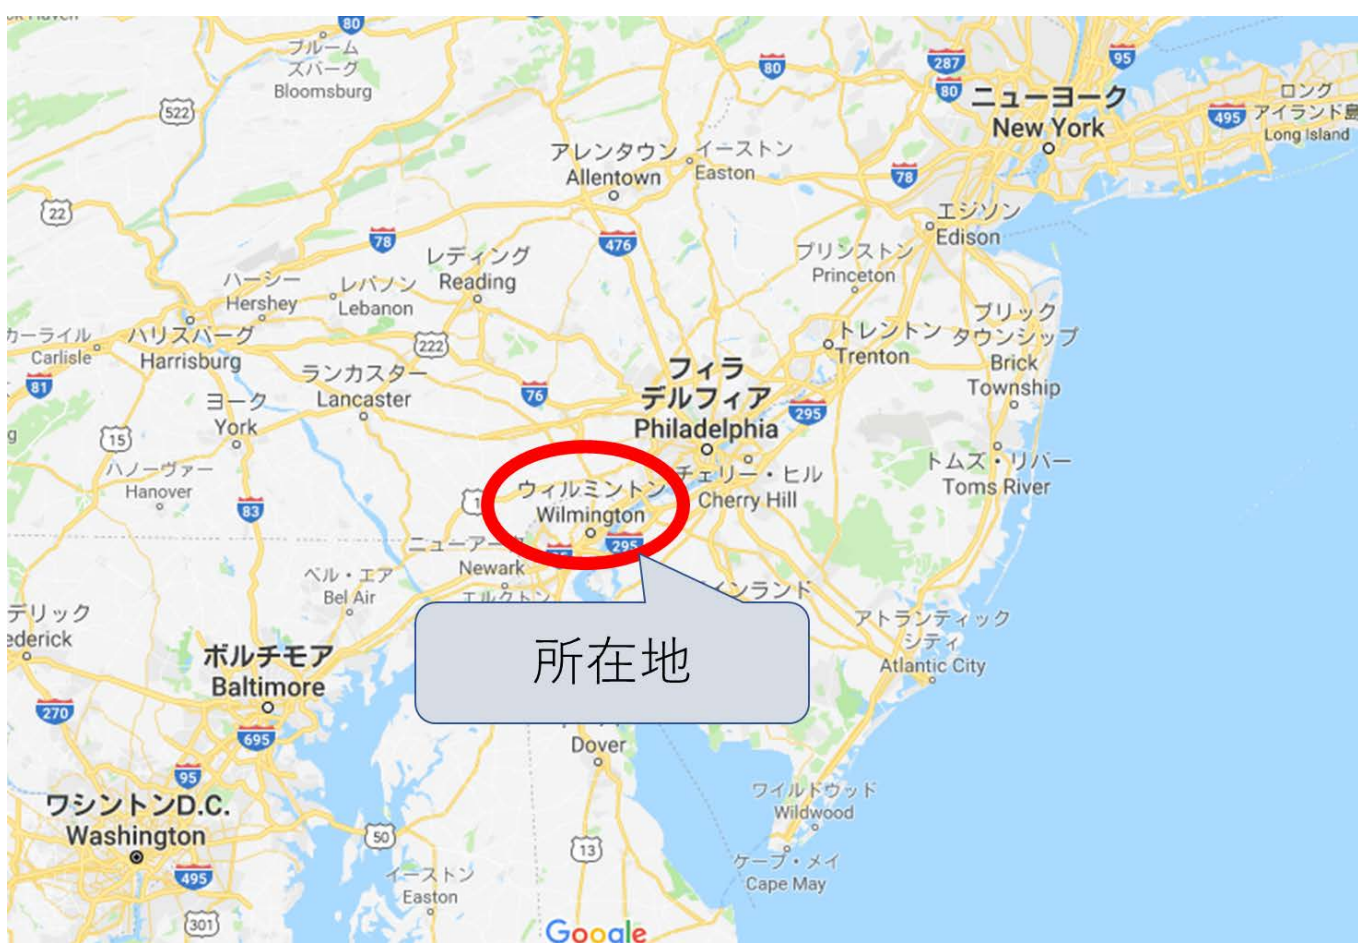 80
ブルーム
ズバーグ
Bloomsburg
522
80
287
95
80
ニューヨーク
New York
ロング
アイランド島
Long Island
495
アレンタウン
Allentown
イーストン
Easton
78
22
78
476
エジソン
Edison
レディング
Reading
プリンストン
Princeton
ハーシー
Hershey
レバノン
Lebanon
カーライル
Carlisle
ハリスバーグ
Harrisburg
222
トレントン
Trenton
ブリック
タウンシップ
Brick
Township
81
ランカスター
Lancaster
76
フィラ
デルフィア
Philadelphia
295
ヨーク
York
15
ハノーヴァー
Hanover
83
ウィルミントン
Wilmington
295
チェリー・ヒル
Cherry Hill
トムズ・リバー
Toms River
Newark
エルクトン
ベル・エア
Bel Air
デリック
ederick
所在地
アトランティック
シティ
Atlantic City
ボルチモア
Baltimore
270
695
Dover
95
ワシントンD.C.
Washington
ワイルドウッド
Wildwood
50
13
495
イーストン
Easton
ケープ・メイ
Cape May
301
Google